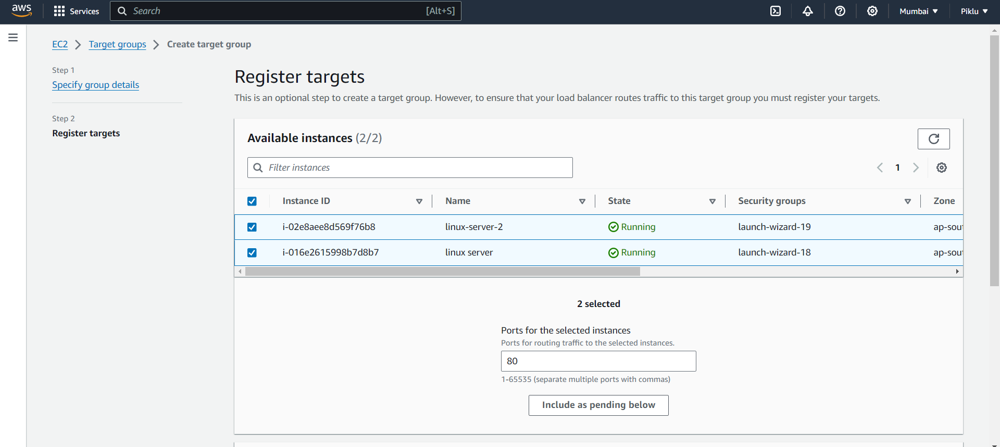 aws Services Search [Alt+S] Mumbai Piklu
EC2 Target groups Create target group
Step 1
Specify group details
Step 2
Register targets
Register targets
This is an optional step to create a target group. However, to ensure that your load balancer routes traffic to this target group you must register your targets.
Available instances (2/2)
Filter instances
1
Instance ID Name State Security groups Zone
i-02e8aee8d569f76b8 linux-server-2 Running launch-wizard-19 ap-sout
i-016e2615998b7d8b7 linux server Running launch-wizard-18 ap-sout
2 selected
Ports for the selected instances
Ports for routing traffic to the selected instances.
80
1-65535 (separate multiple ports with commas)
Include as pending below